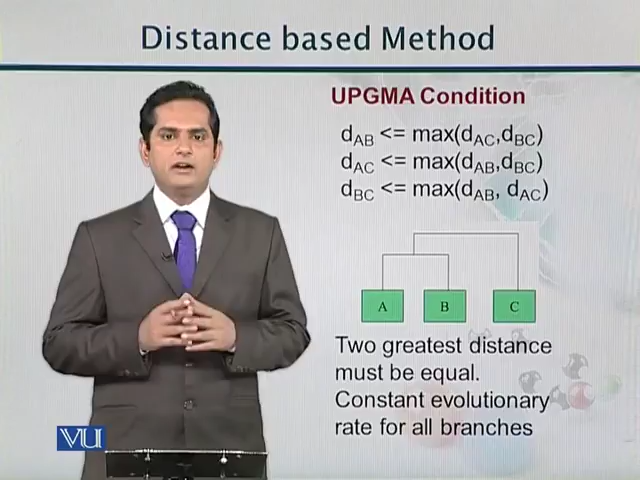 Distance based Method
UPGMA Condition
dAB <= max(dAC,dBC)
dAC <= max(dAB,dBC)
dBC <= max(dAB, dAC)
A B C
Two greatest distance
must be equal.
Constant evolutionary
rate for all branches
VU